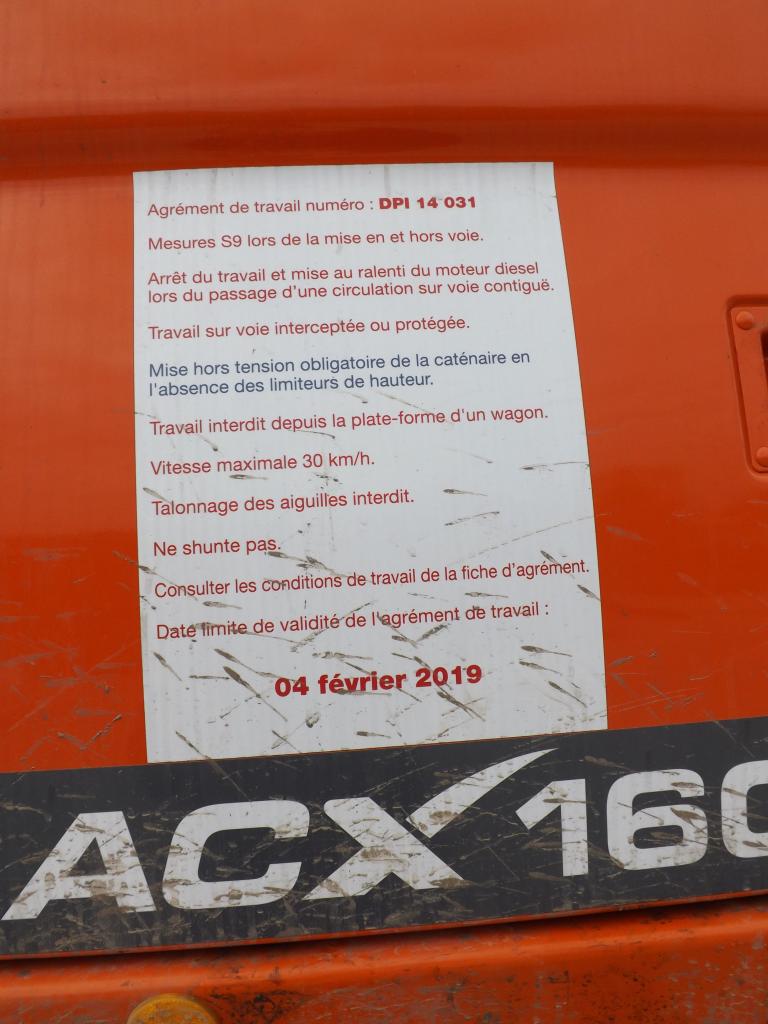 Agrément de travail numéro : DPI 14 031
Mesures S9 lors de la mise en et hors voie.
Arrêt du travail et mise au ralenti du moteur diesel
lors du passage d'une circulation sur voie contiguë.
Travail sur voie interceptée ou protégée.
Mise hors tension obligatoire de la caténaire en
l'absence des limiteurs de hauteur.
Travail interdit depuis la plate-forme d'un wagon.
Vitesse maximale 30 km/h.
Talonnage des aiguilles interdit.
Ne shunte pas.
Consulter les conditions de travail de la fiche d'agrément.
Date limite de validité de l'agrément de travail :
04 février 2019
ACX 160